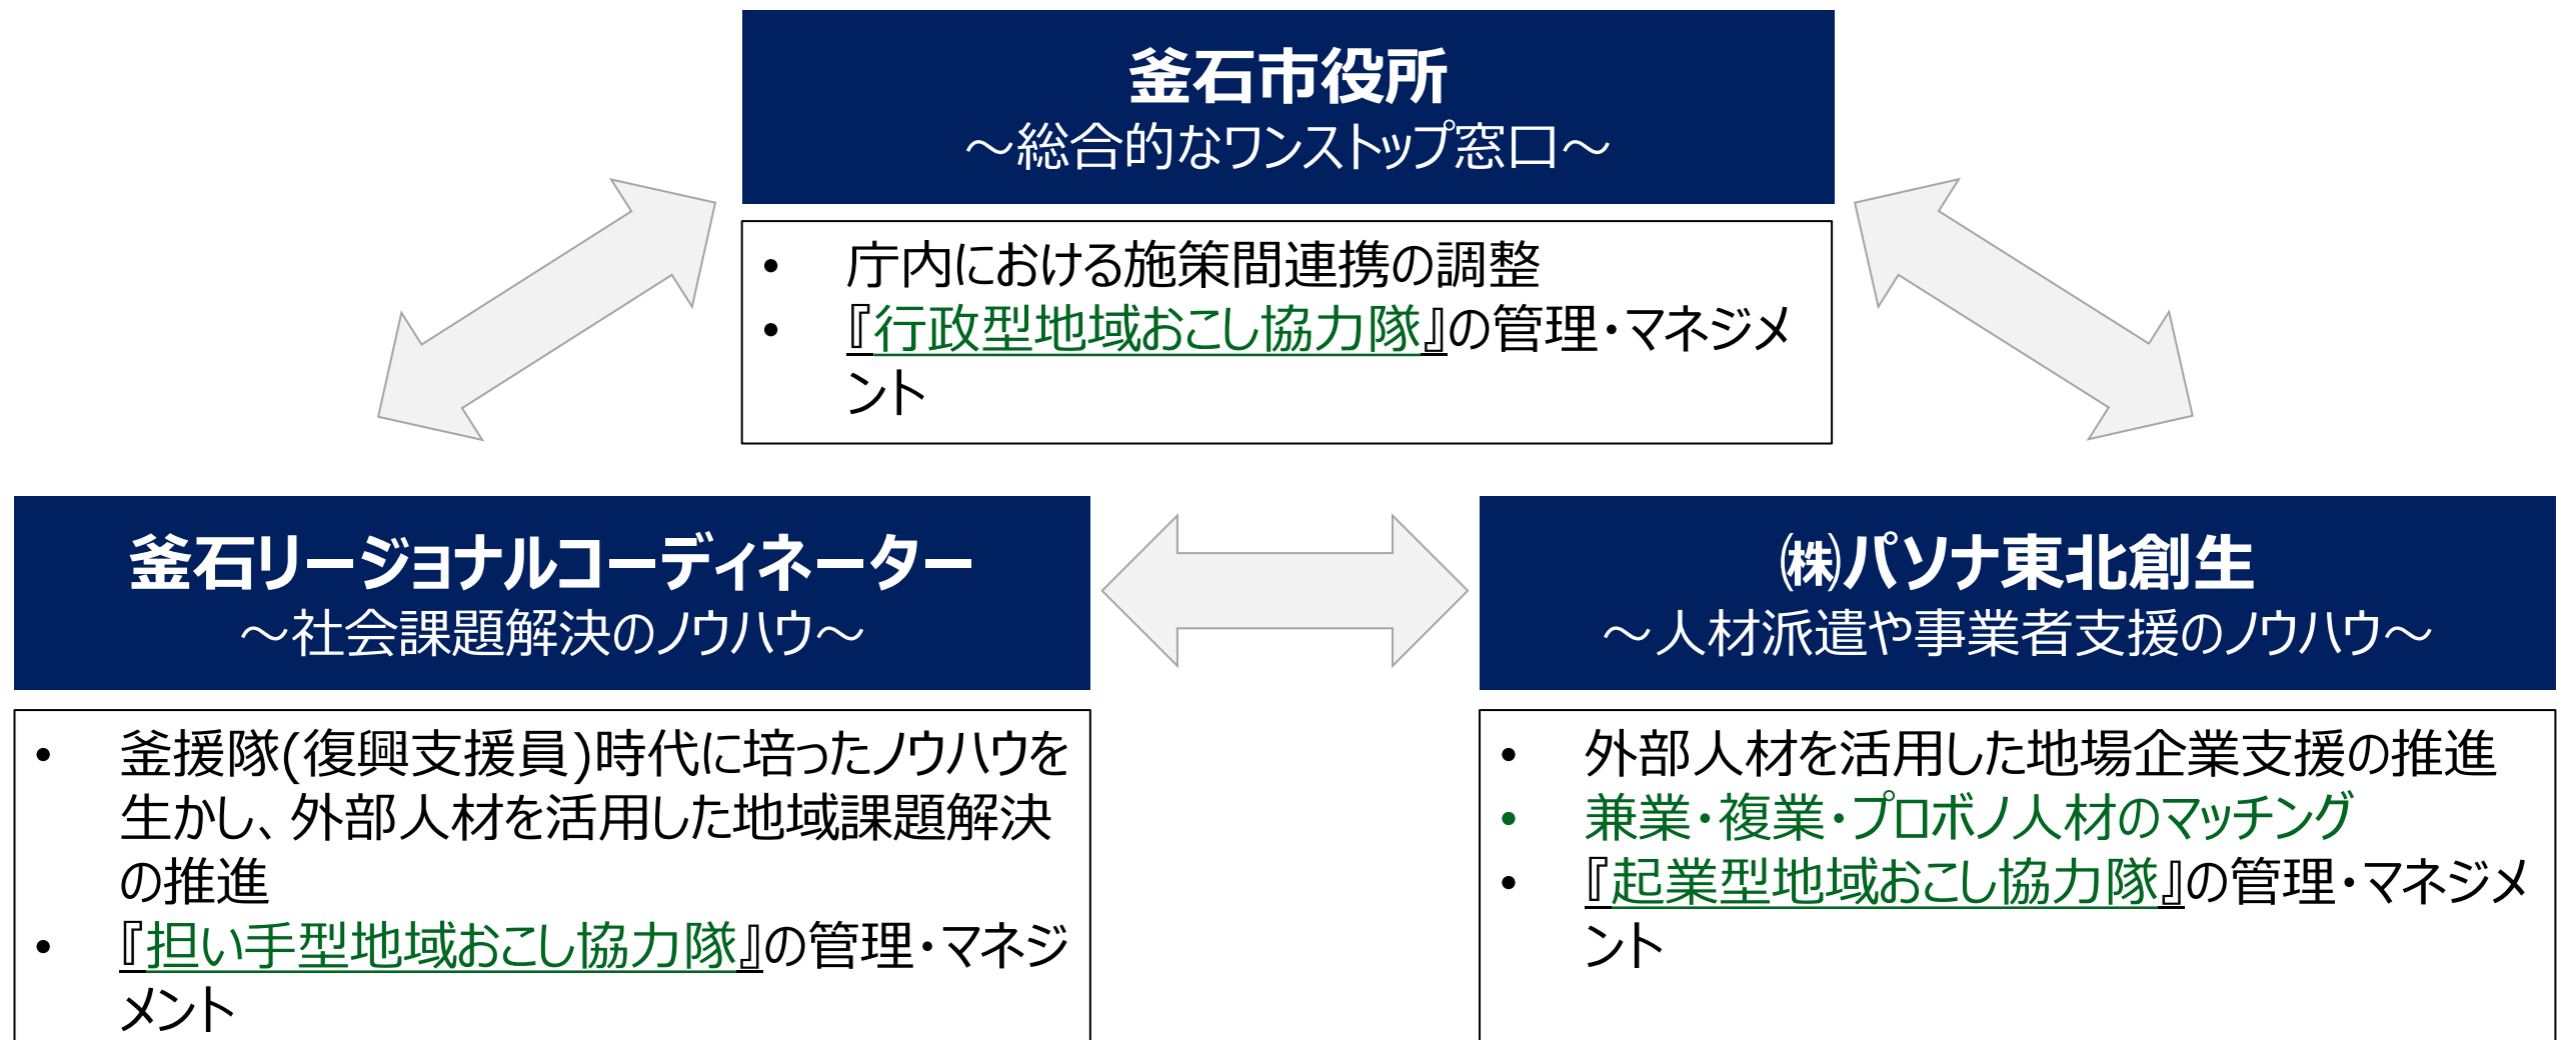 釜石市役所
～総合的なワンストップ窓口～
• 庁内における施策間連携の調整
• 『行政型地域おこし協力隊』の管理・マネジメ
ント
釜石リージョナルコーディネーター
～社会課題解決のノウハウ～
• 釜援隊(復興支援員)時代に培ったノウハウを
生かし、外部人材を活用した地域課題解決
の推進
• 『担い手型地域おこし協力隊』の管理・マネジ
メント
㈱パソナ東北創生
～人材派遣や事業者支援のノウハウ～
• 外部人材を活用した地場企業支援の推進
• 兼業・複業・プロボノ人材のマッチング
• 『起業型地域おこし協力隊』の管理・マネジメ
ント